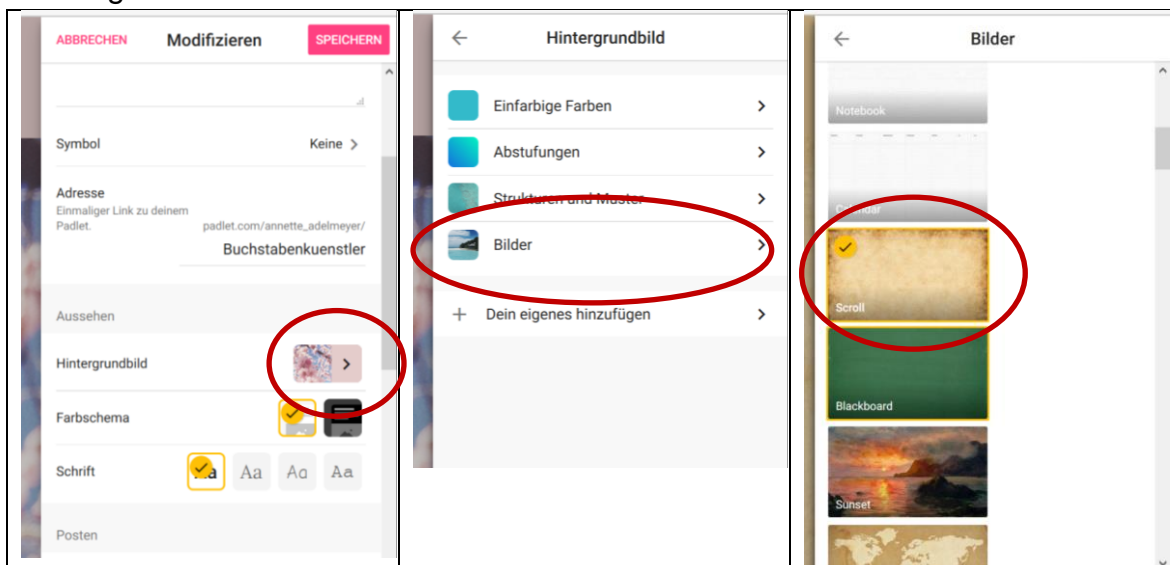 ABBRECHEN Modifizieren SPEICHERN
Symbol Keine
Adresse
Einmaliger Link zu deinem
Padlet. padlet.com/annette_adelmeyer/
Buchstabenkuenstler
Aussehen
Hintergrundbild
Farbschema
Schrift Aa Aa Aa Aa
Posten
Hintergrundbild
Einfarbige Farben
Abstufungen
Strukturen und Muster
Bilder
+ Dein eigenes hinzufügen
Bilder
Notebook
Calendar
Scroll
Blackboard
Sunset